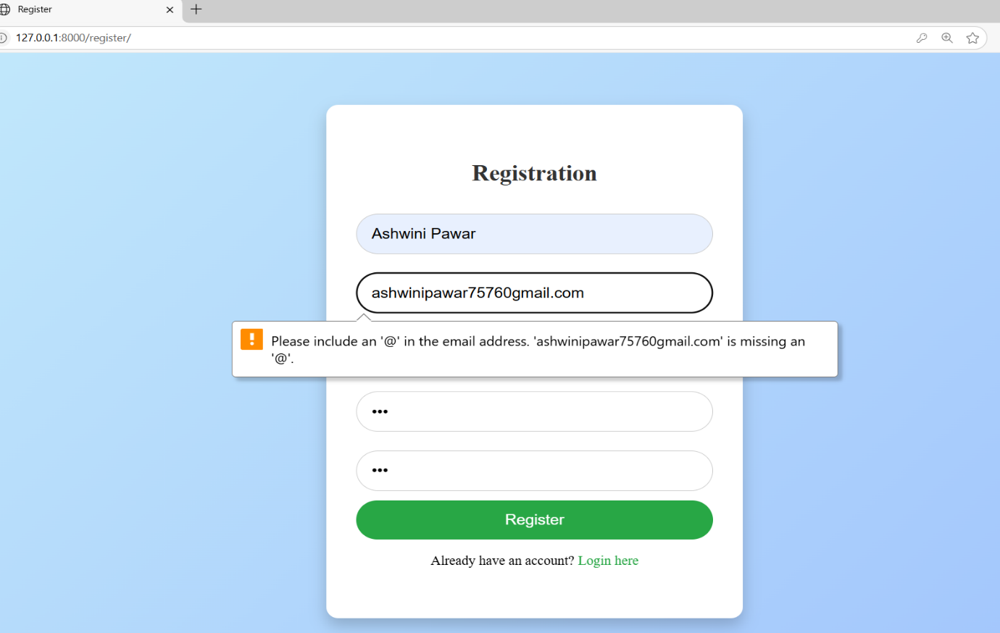 Register
127.0.0.1:8000/register/
Registration
Ashwini Pawar
ashwinipawar75760gmail.com
Please include an '@' in the email address. 'ashwinipawar75760gmail.com' is missing an
'@'.
•••
•••
Register
Already have an account? Login here